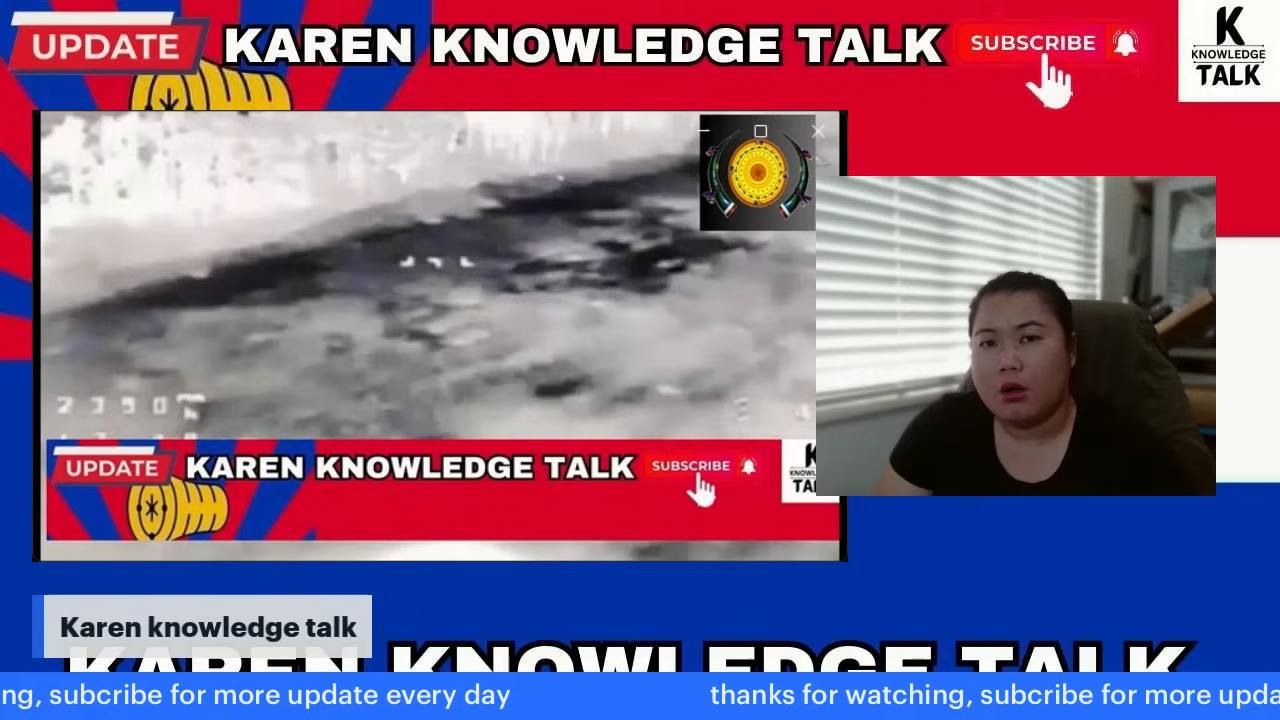 UPDATE
KAREN KNOWLEDGE TALK
SUBSCRIBE
K
KNOWLEDGE
TALK
2390
UPDATE
KAREN KNOWLEDGE TALK
SUBSCRIBE
Karen knowledge talk
KAREN KNOWLEDGE TALK
ng, subcribe for more update every day
thanks for watching, subcribe for more upda